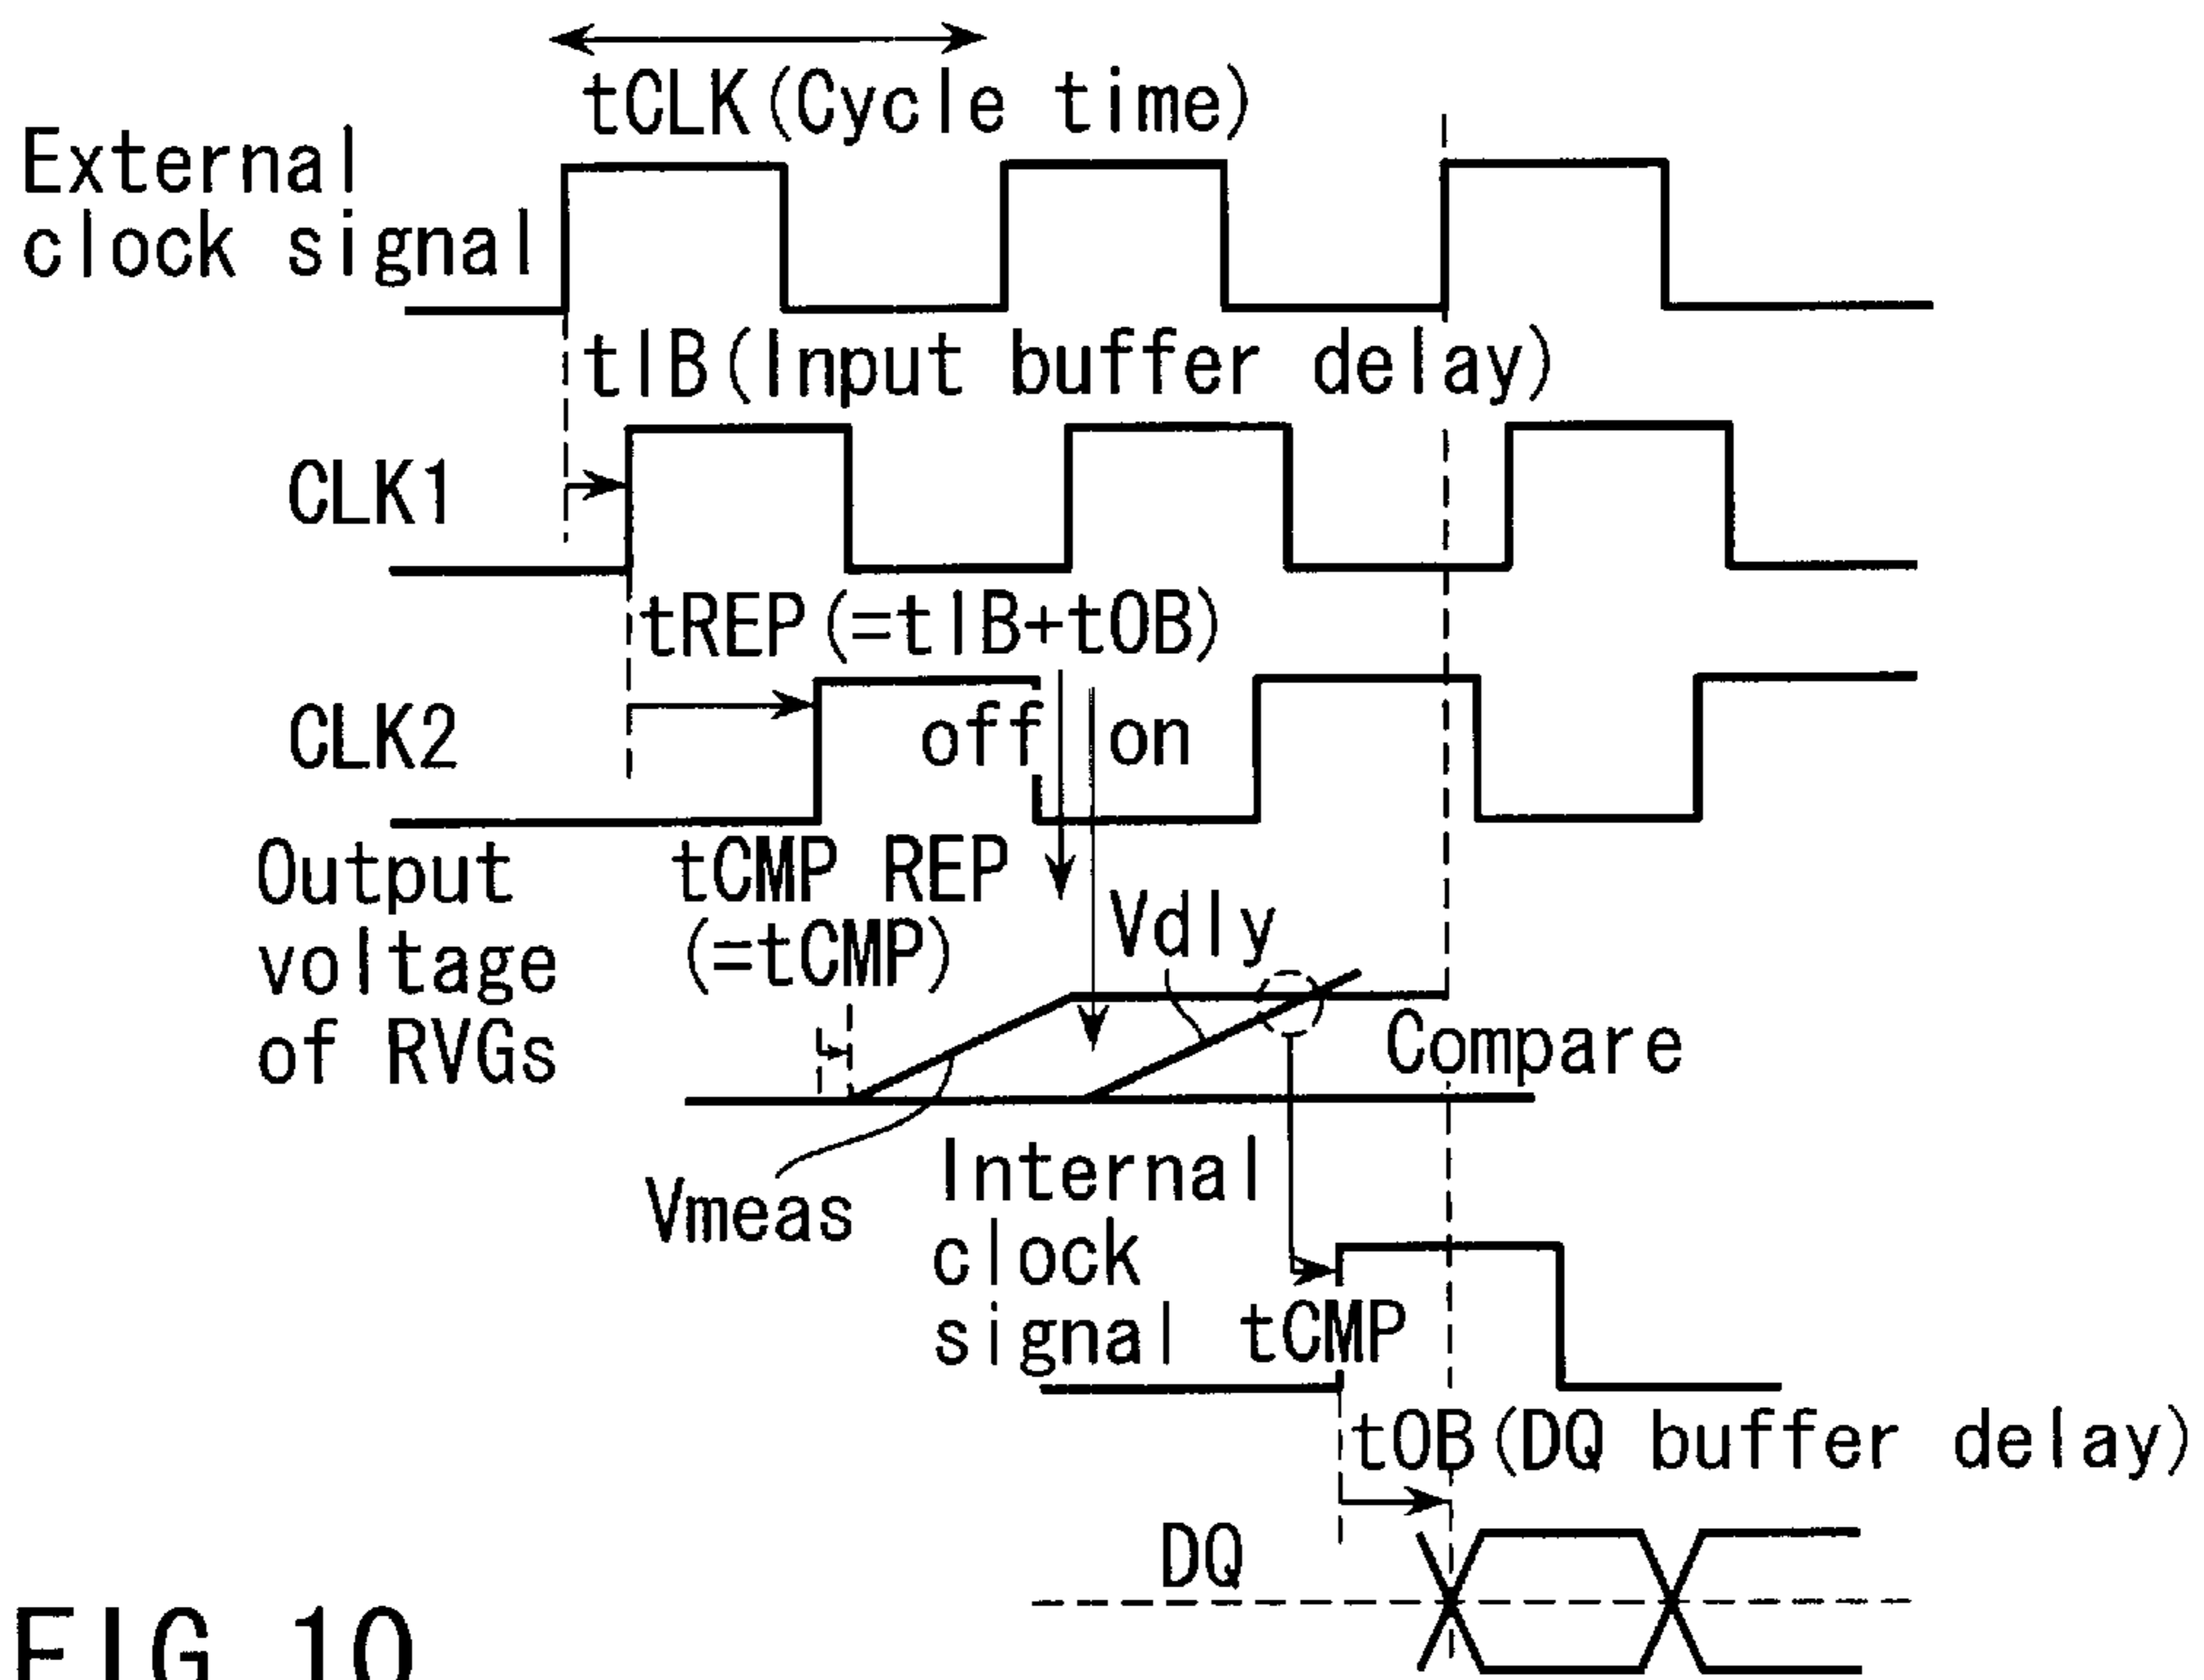 tCLK(Cycle time)
External
clock signal
tIB(Input buffer delay)
CLK1
tREP(=tIB+tOB)
CLK2
off
on
Output
voltage
of RVGs
tCMP REP
(=tCMP)
Vdly
Compare
Vmeas
Internal
clock
signal
tCMP
tOB(DQ buffer delay)
DQ
FIG. 10